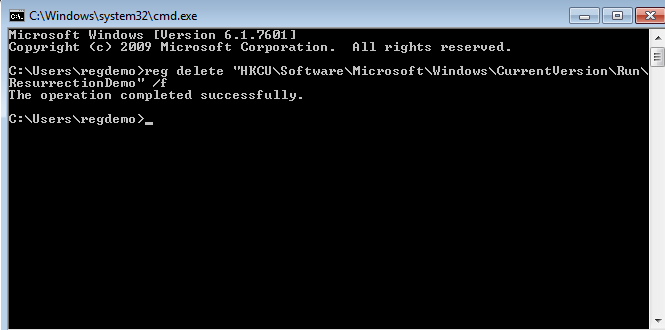 C:\Windows\system32\cmd.exe
Microsoft Windows [Version 6.1.7601]
Copyright (c) 2009 Microsoft Corporation.  All rights reserved.
C:\Users\regdemo>reg delete "HKCU\Software\Microsoft\Windows\CurrentVersion\Run\
ResurrectionDemo" /f
The operation completed successfully.
C:\Users\regdemo>_